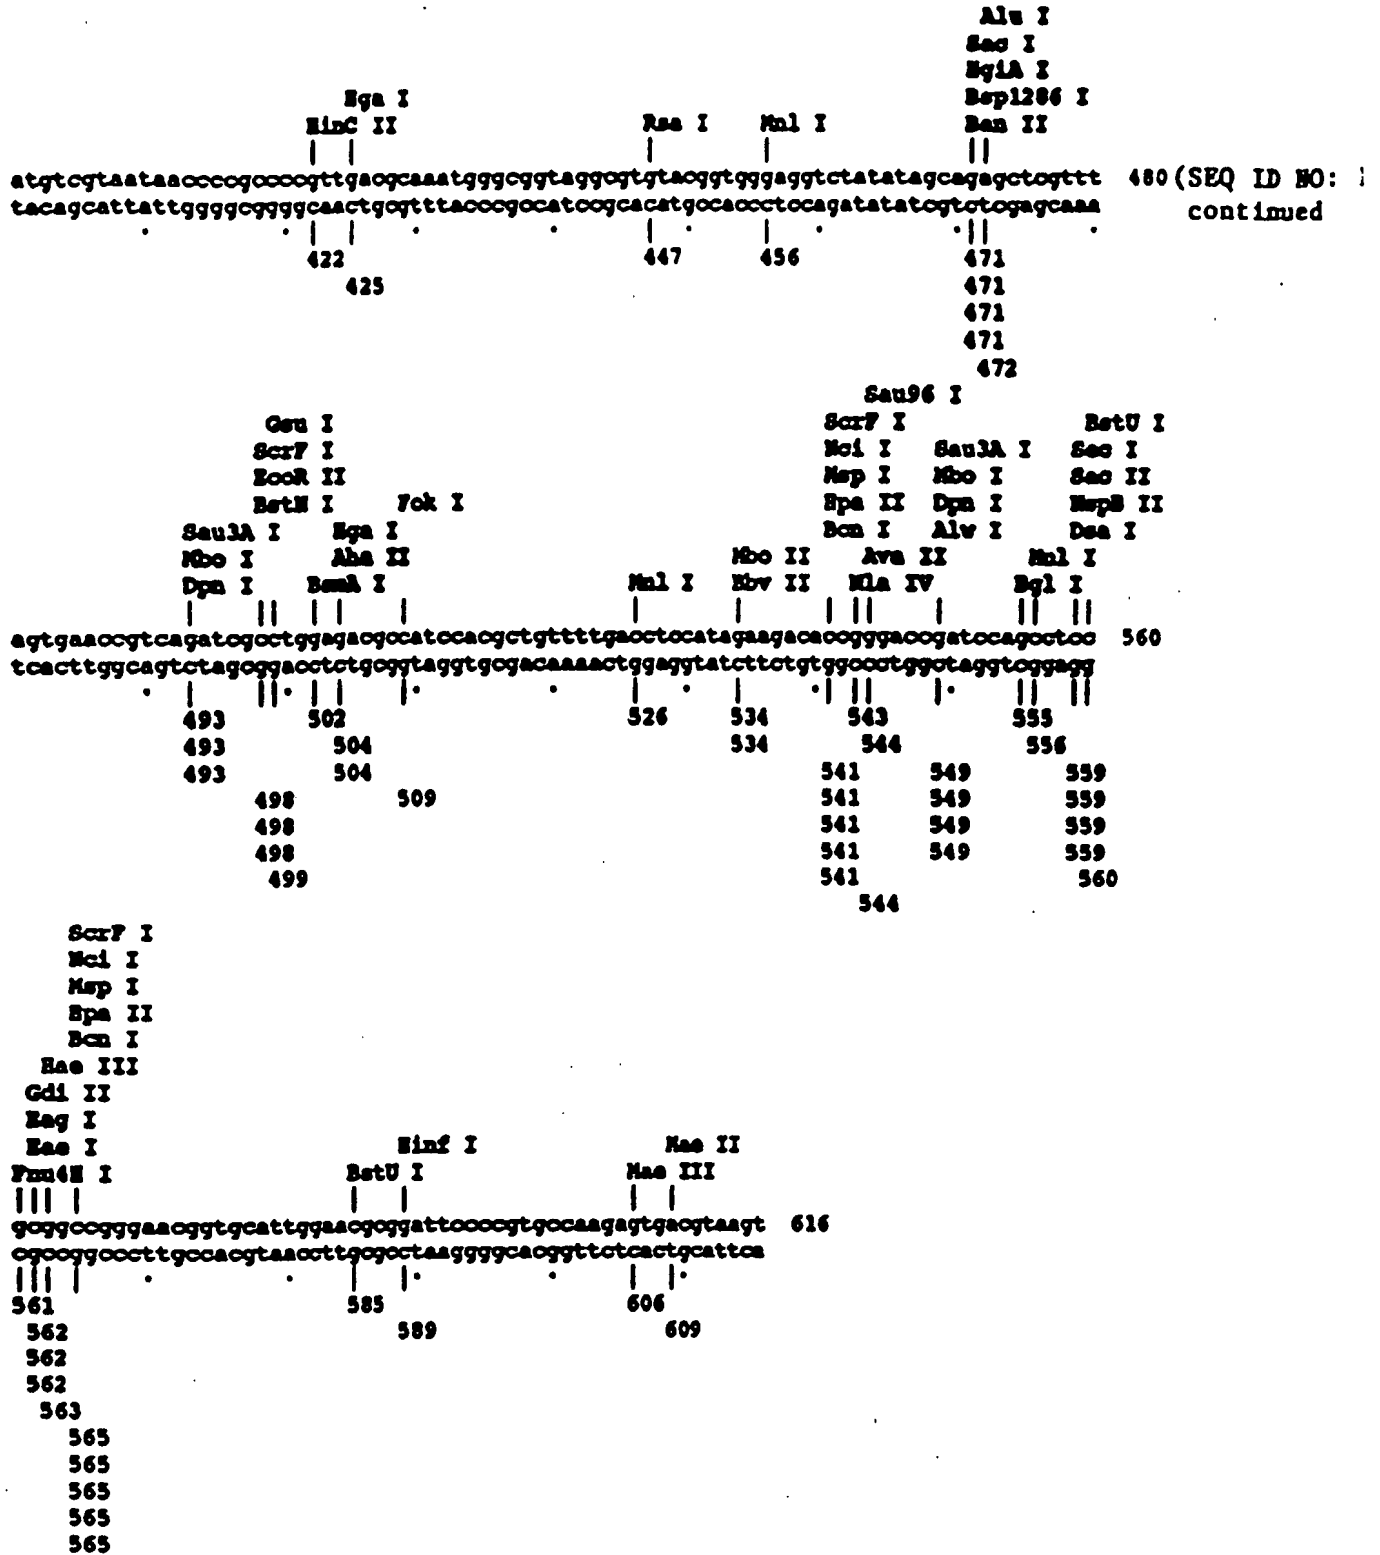 Alu I
Sac I
HgiA I
Hga I Bsp1286 I
HinC II Rsa I Mnl I Ban II
atgtcgtaataaccccgccccgttgacgcaaatgggcggtaggcgtgtacggtgggaggtctatatagcagagctcgttt 480 (SEQ ID NO:
tacagcattattggggcggggcaactgcgtttacccgccatccgcacatgccaccctccagatatatcgtctcgagcaaa continued
422 447 456 471
425 471
471
471
472
Sau96 I
Gsu I ScrF I BstU I
ScrF I Nci I Sau3A I Sec I
EcoR II Msp I Mbo I Sac II
BstN I Fok I Hpa II Dpn I NspB II
Sau3A I Hga I Bcn I Alw I Dsa I
Mbo I Aha II Mbo II Ava II Mnl I
Dpn I BsmA I Mnl I Bbv II Nla IV Bgl I
agtgaaccgtcagatcgcctggagacgccatccacgctgttttgacctccatagaagacaccgggaccgatccagcctcc 560
tcacttggcagtctagcggacctctgcggtaggtgcgacaaaactggaggtatcttctgtggccctggctaggtcggagg
493 502 526 534 543 555
493 504 534 544 556
493 504 541 549 559
498 509 541 549 559
498 541 549 559
498 541 549 559
499 541 560
544
ScrF I
Nci I
Msp I
Hpa II
Bcn I
Hae III
Gdi II
Eag I
Eae I Hinf I Mae II
Fnu4H I BstU I Mae III
gcggccgggaacggtgcattggaacgcggattccccgtgccaagagtgacgtaagt 616
cgccggcccttgccacgtaaccttgcgcctaaggggcacggttctcactgcattca
561 585 606
562 589 609
562
562
563
565
565
565
565
565